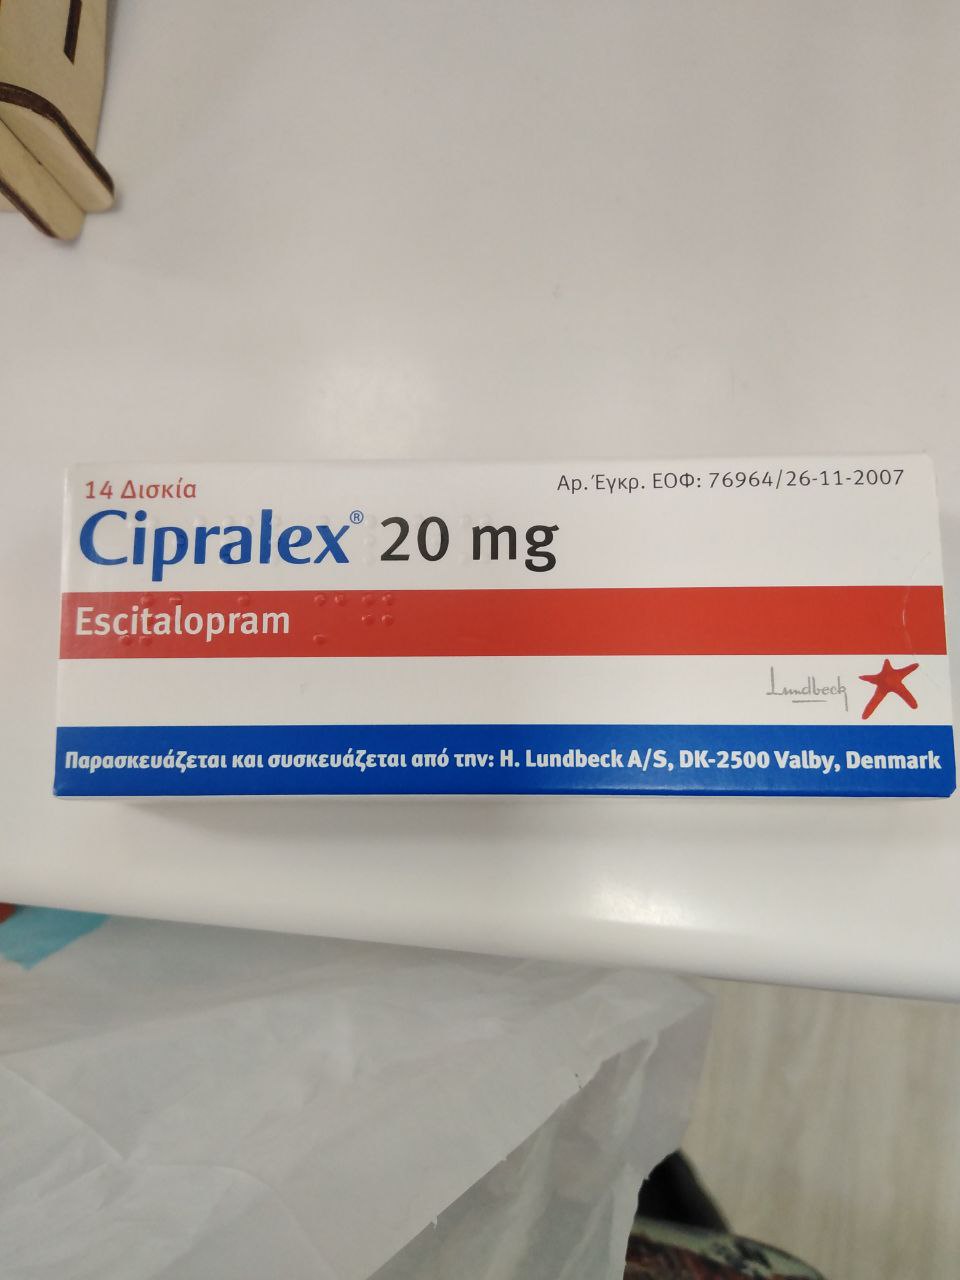 14 Δισκία
Αρ. Έγκρ. ΕΟΦ: 76964/26-11-2007
Cipralex® 20 mg
Escitalopram
Lundbeck
Παρασκευάζεται και συσκευάζεται από την: H. Lundbeck A/S, DK-2500 Valby, Denmark